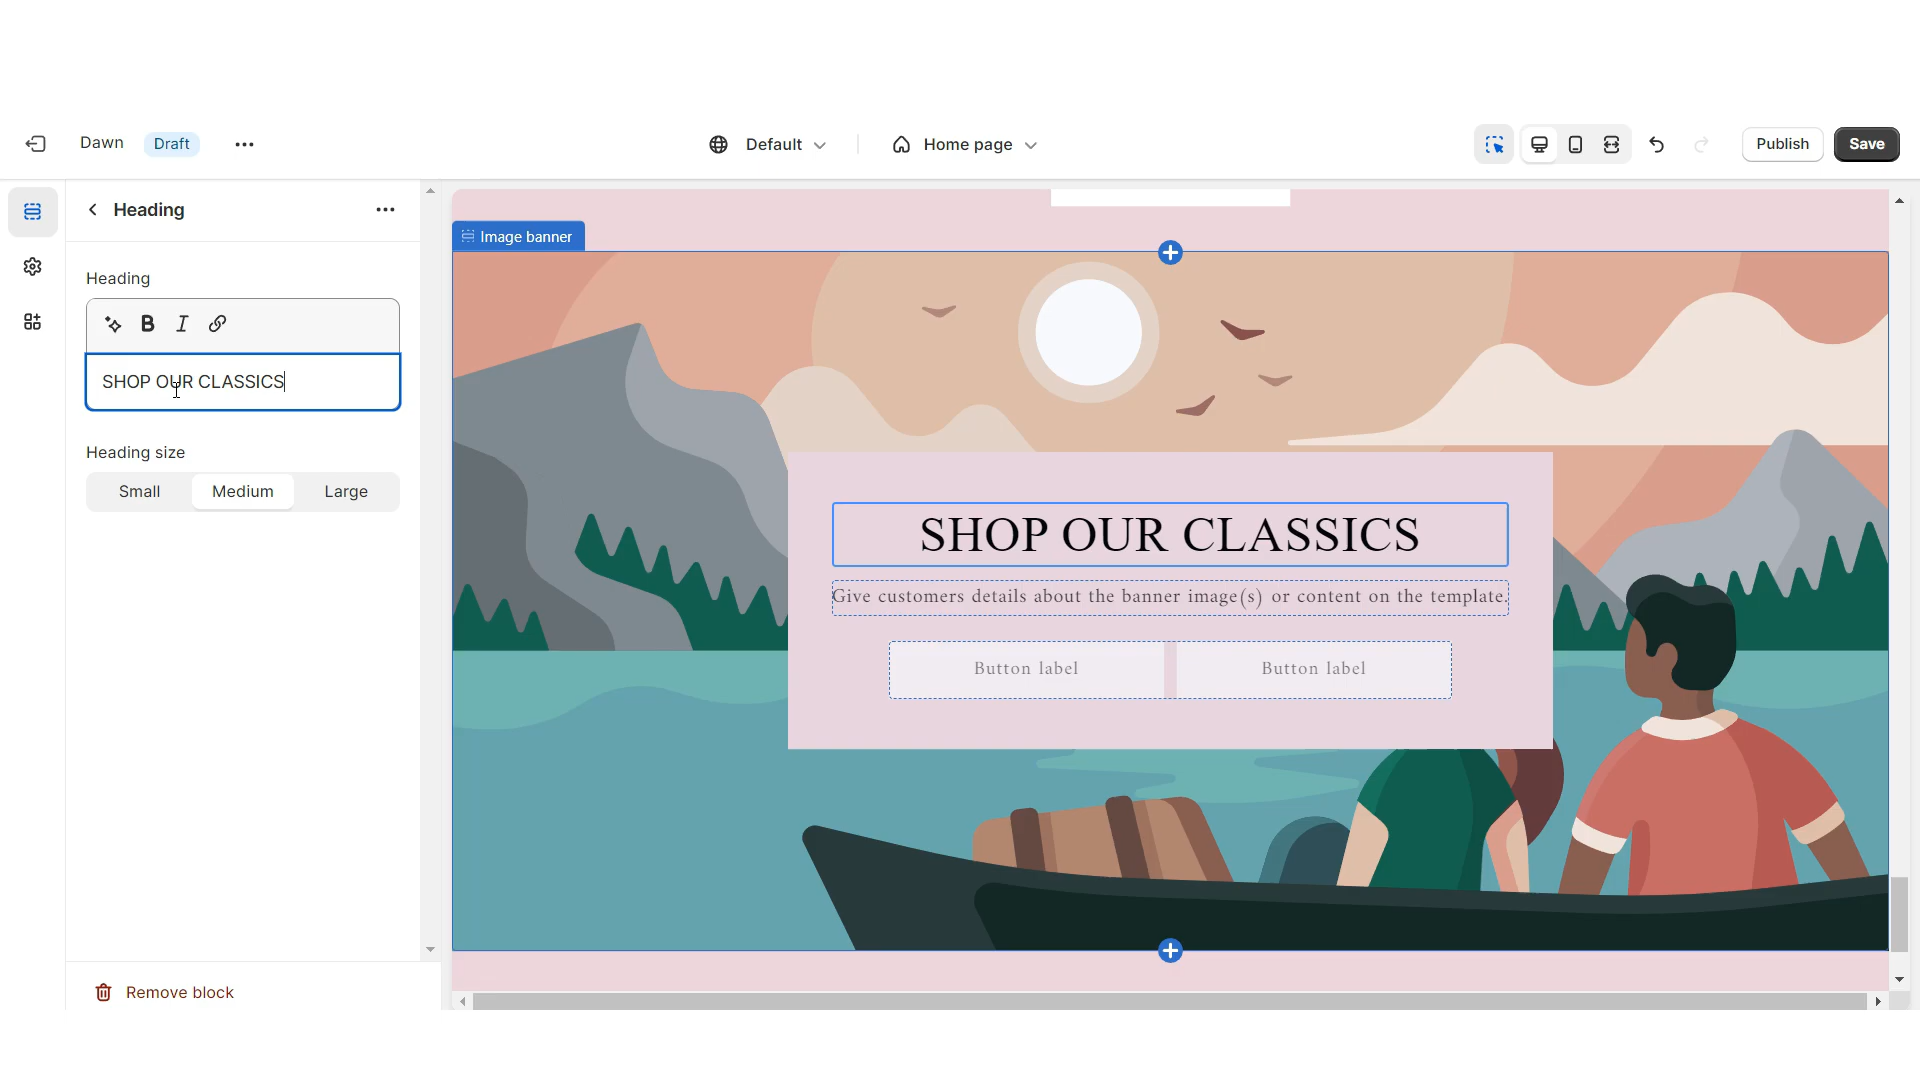 Dawn Draft
Default Home page
Publish Save
Heading
Heading
SHOP OUR CLASSICS
Heading size
Small Medium Large
Remove block
Image banner
SHOP OUR CLASSICS
Give customers details about the banner image(s) or content on the template.
Button label Button label